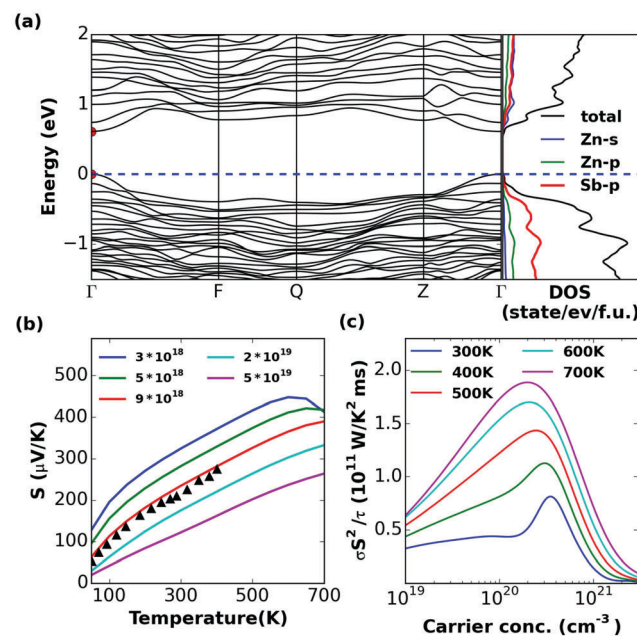 (a)
2
1
0
−1
Energy (eV)
Γ F Q Z Γ
total
Zn-s
Zn-p
Sb-p
DOS
(state/ev/f.u.)
(b)
3*10¹⁸ 2*10¹⁹
5*10¹⁸ 5*10¹⁹
9*10¹⁸
500
400
300
200
100
0
S (μV/K)
100 300 500 700
Temperature(K)
(c)
300K 600K
400K 700K
500K
2.0
1.5
1.0
0.5
σS²/τ (10¹¹ W/K² ms)
10¹⁹ 10²⁰ 10²¹
Carrier conc. (cm⁻³)